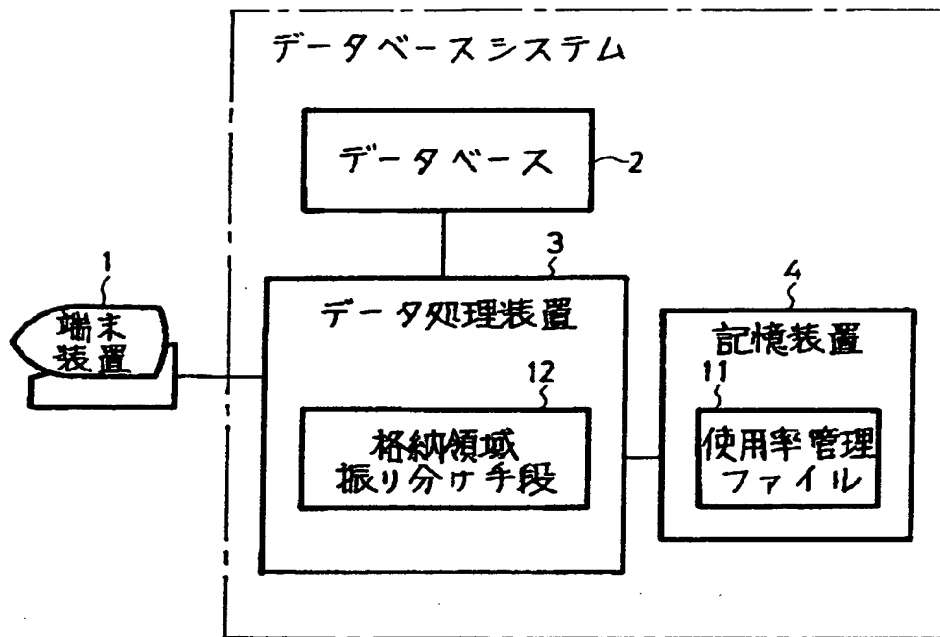 データベースシステム
データベース
2
3
データ処理装置
12
格納領域
振り分け手段
1
端末
装置
4
記憶装置
11
使用率管理
ファイル